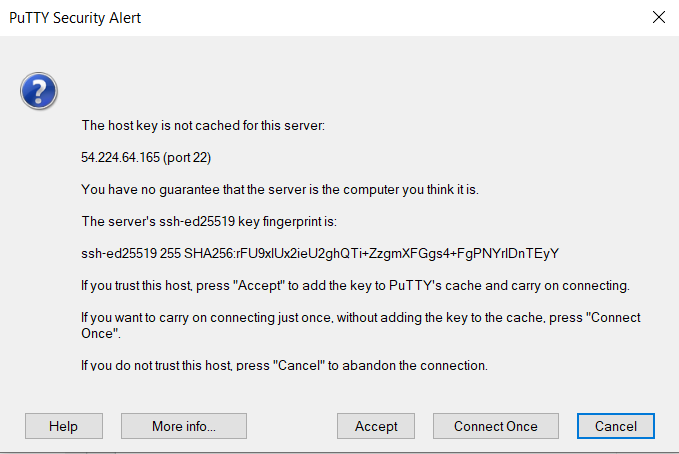 PuTTY Security Alert
The host key is not cached for this server:
54.224.64.165 (port 22)
You have no guarantee that the server is the computer you think it is.
The server's ssh-ed25519 key fingerprint is:
ssh-ed25519 255 SHA256:rFU9xlUx2ieU2ghQTi+ZzgmXFGgs4+FgPNYrlDnTEyY
If you trust this host, press "Accept" to add the key to PuTTY's cache and carry on connecting.
If you want to carry on connecting just once, without adding the key to the cache, press "Connect
Once".
If you do not trust this host, press "Cancel" to abandon the connection.
Help More info... Accept Connect Once Cancel